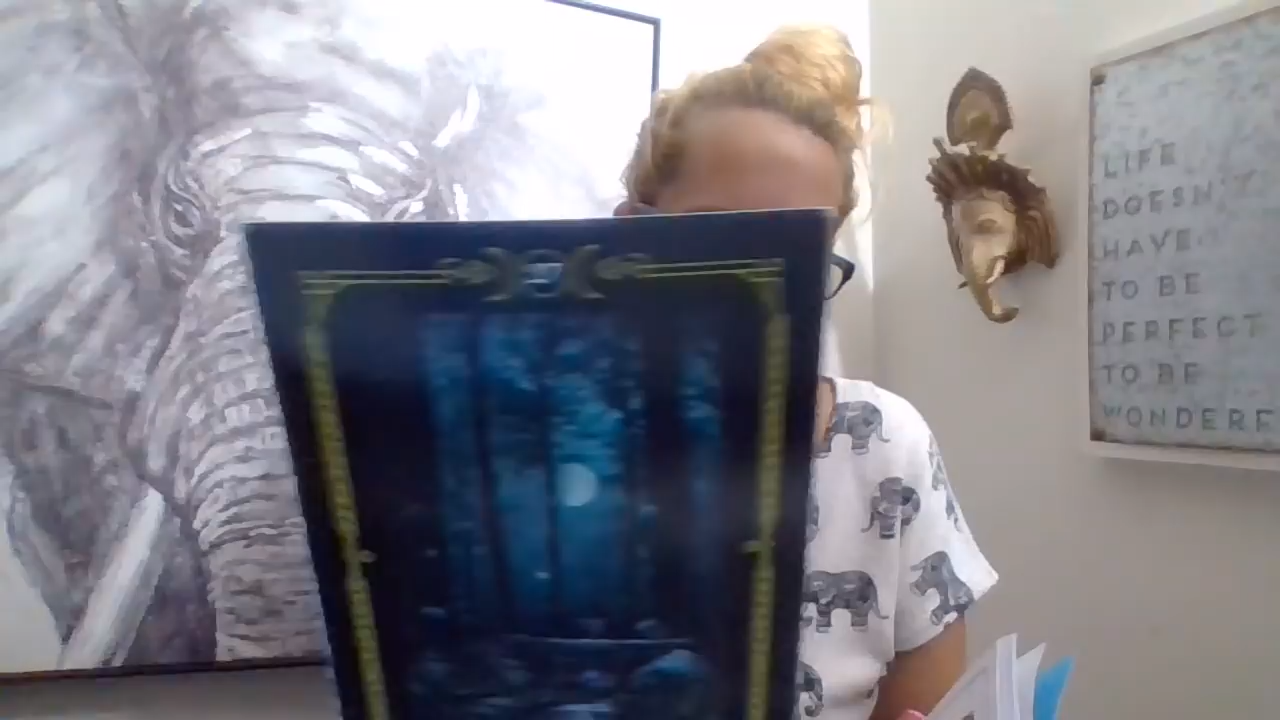 LIFE
DOESN'T
HAVE
TO BE
PERFECT
TO BE
WONDERF